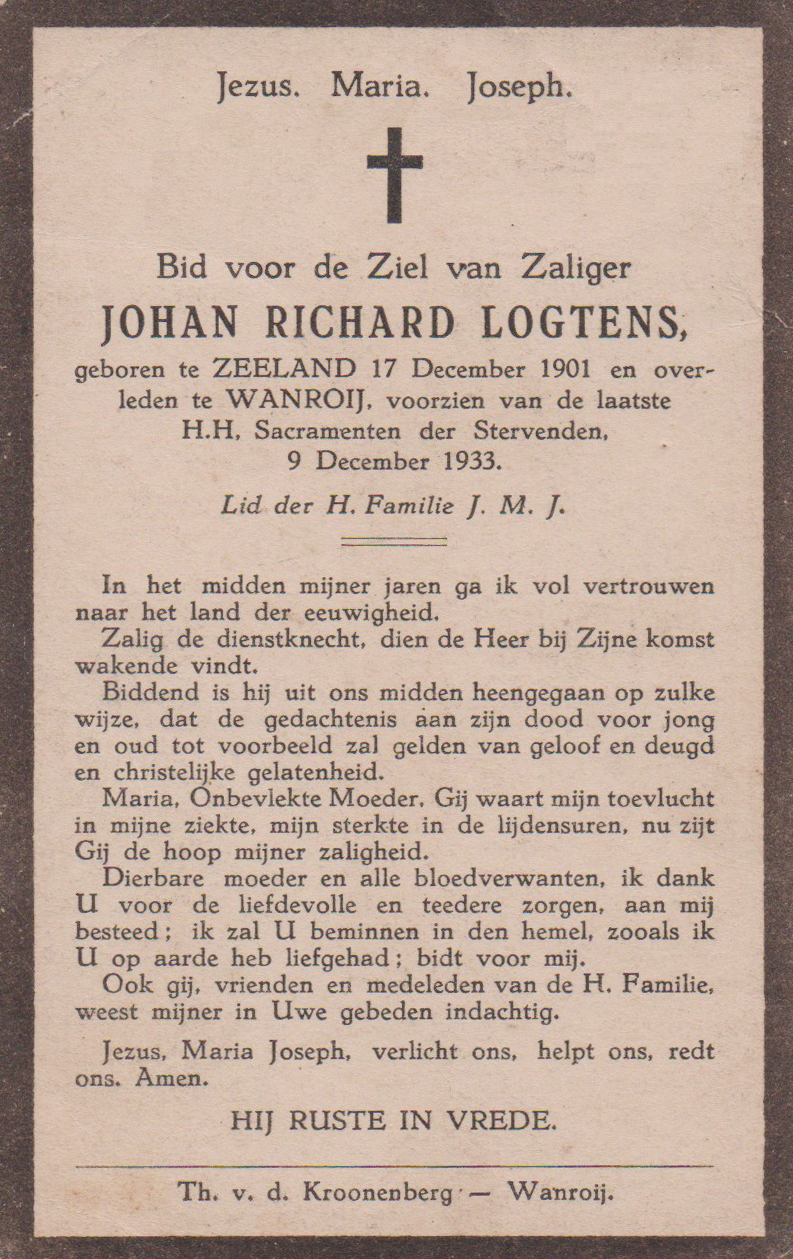 Jezus. Maria. Joseph.
Bid voor de Ziel van Zaliger
JOHAN RICHARD LOGTENS,
geboren te ZEELAND 17 December 1901 en over-
leden te WANROIJ, voorzien van de laatste
H.H, Sacramenten der Stervenden,
9 December 1933.
Lid der H. Familie J. M. J.
In het midden mijner jaren ga ik vol vertrouwen
naar het land der eeuwigheid.
Zalig de dienstknecht, dien de Heer bij Zijne komst
wakende vindt.
Biddend is hij uit ons midden heengegaan op zulke
wijze, dat de gedachtenis aan zijn dood voor jong
en oud tot voorbeeld zal gelden van geloof en deugd
en christelijke gelatenheid.
Maria, Onbevlekte Moeder, Gij waart mijn toevlucht
in mijne ziekte, mijn sterkte in de lijdensuren, nu zijt
Gij de hoop mijner zaligheid.
Dierbare moeder en alle bloedverwanten, ik dank
U voor de liefdevolle en teedere zorgen, aan mij
besteed; ik zal U beminnen in den hemel, zooals ik
U op aarde heb liefgehad; bidt voor mij.
Ook gij, vrienden en medeleden van de H. Familie,
weest mijner in Uwe gebeden indachtig.
Jezus, Maria Joseph, verlicht ons, helpt ons, redt
ons. Amen.
HIJ RUSTE IN VREDE.
Th. v. d. Kroonenberg — Wanroij.